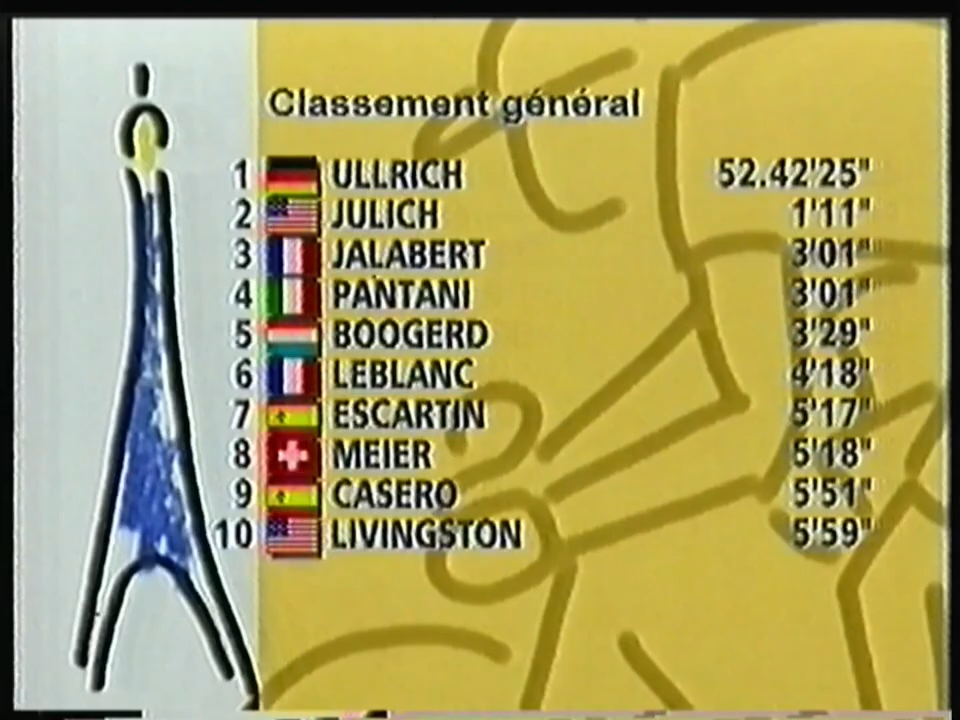 Classement général
1 ULLRICH 52.42'25"
2 JULICH 1'11"
3 JALABERT 3'01"
4 PANTANI 3'01"
5 BOOGERD 3'29"
6 LEBLANC 4'18"
7 ESCARTIN 5'17"
8 MEIER 5'18"
9 CASERO 5'51"
10 LIVINGSTON 5'59"